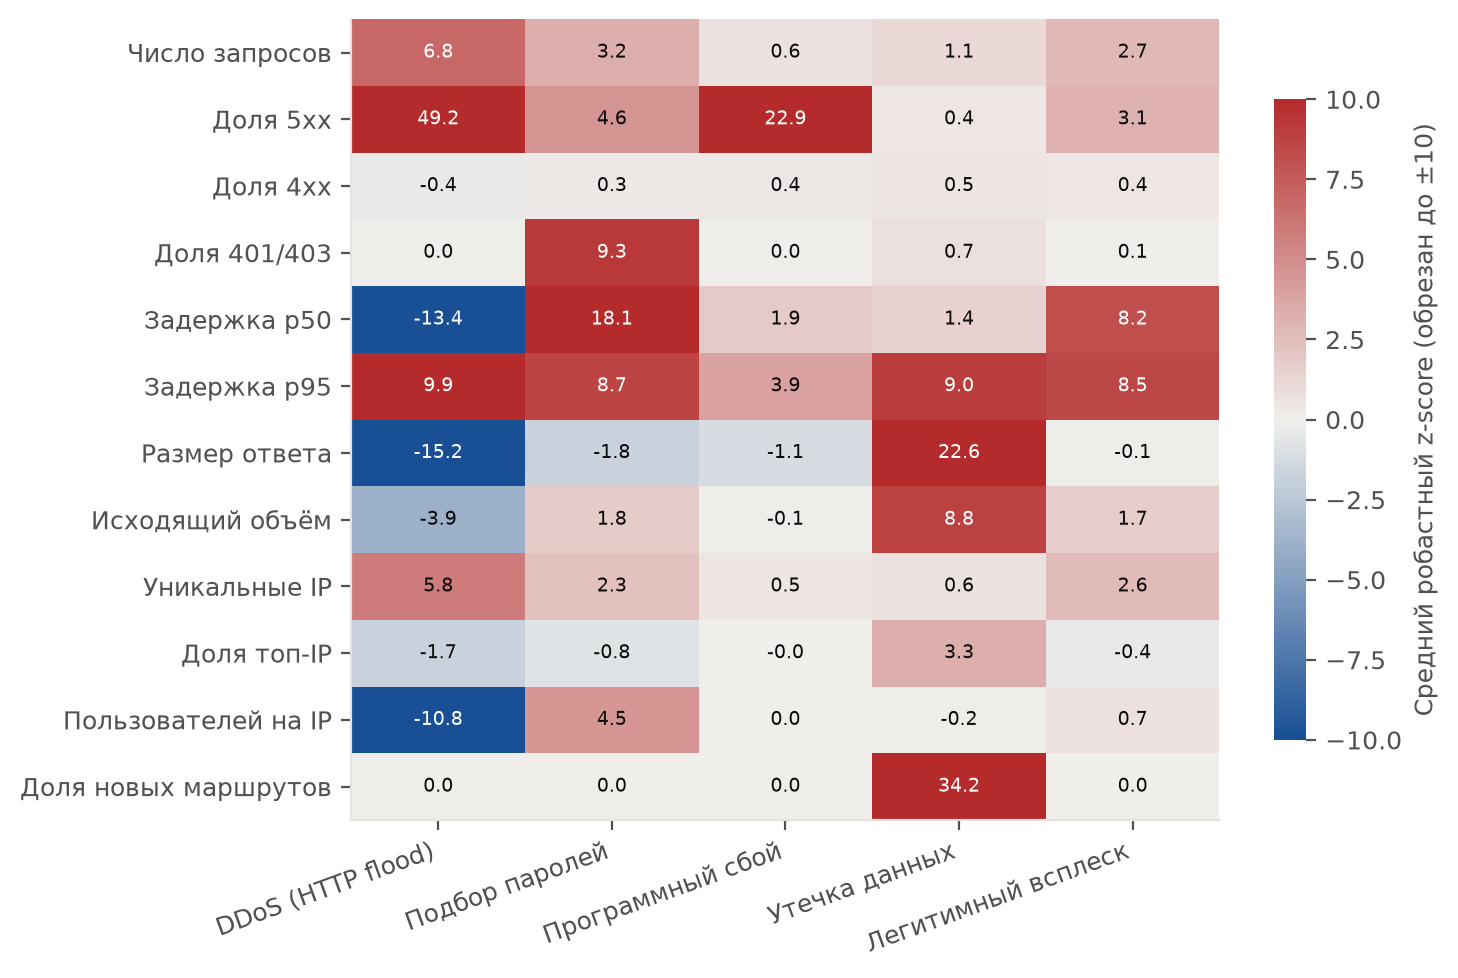 Число запросов 6.8 3.2 0.6 1.1 2.7
Доля 5xx 49.2 4.6 22.9 0.4 3.1
Доля 4xx -0.4 0.3 0.4 0.5 0.4
Доля 401/403 0.0 9.3 0.0 0.7 0.1
Задержка p50 -13.4 18.1 1.9 1.4 8.2
Задержка p95 9.9 8.7 3.9 9.0 8.5
Размер ответа -15.2 -1.8 -1.1 22.6 -0.1
Исходящий объём -3.9 1.8 -0.1 8.8 1.7
Уникальные IP 5.8 2.3 0.5 0.6 2.6
Доля топ-IP -1.7 -0.8 -0.0 3.3 -0.4
Пользователей на IP -10.8 4.5 0.0 -0.2 0.7
Доля новых маршрутов 0.0 0.0 0.0 34.2 0.0
DDoS (HTTP flood)
Подбор паролей
Программный сбой
Утечка данных
Легитимный всплеск
10.0
7.5
5.0
2.5
0.0
−2.5
−5.0
−7.5
−10.0
Средний робастный z-score (обрезан до ±10)